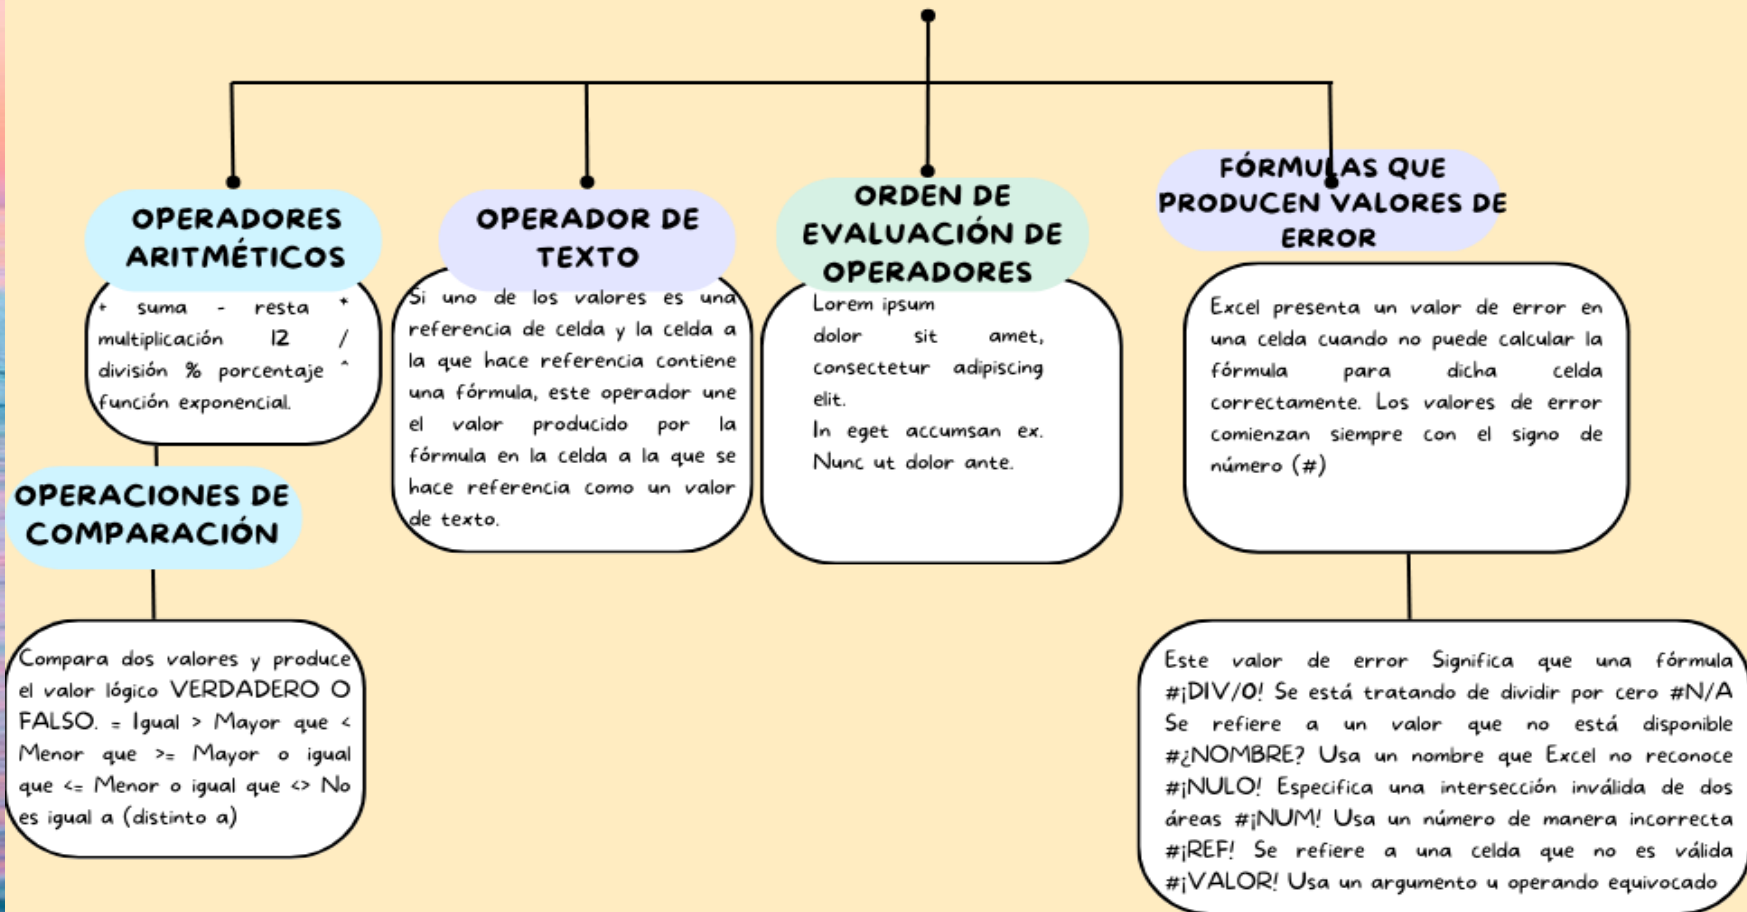 OPERADORES
ARITMÉTICOS
+ suma - resta *
multiplicación 12 /
división % porcentaje ^
función exponencial.
OPERACIONES DE
COMPARACIÓN
Compara dos valores y produce
el valor lógico VERDADERO O
FALSO. = Igual > Mayor que <
Menor que >= Mayor o igual
que <= Menor o igual que <> No
es igual a (distinto a)
OPERADOR DE
TEXTO
Si uno de los valores es una
referencia de celda y la celda a
la que hace referencia contiene
una fórmula, este operador une
el valor producido por la
fórmula en la celda a la que se
hace referencia como un valor
de texto.
ORDEN DE
EVALUACIÓN DE
OPERADORES
Lorem ipsum
dolor sit amet,
consectetur adipiscing
elit.
In eget accumsan ex.
Nunc ut dolor ante.
FÓRMULAS QUE
PRODUCEN VALORES DE
ERROR
Excel presenta un valor de error en
una celda cuando no puede calcular la
fórmula para dicha celda
correctamente. Los valores de error
comienzan siempre con el signo de
número (#)
Este valor de error Significa que una fórmula
#¡DIV/0! Se está tratando de dividir por cero #N/A
Se refiere a un valor que no está disponible
#¿NOMBRE? Usa un nombre que Excel no reconoce
#¡NULO! Especifica una intersección inválida de dos
áreas #¡NUM! Usa un número de manera incorrecta
#¡REF! Se refiere a una celda que no es válida
#¡VALOR! Usa un argumento u operando equivocado